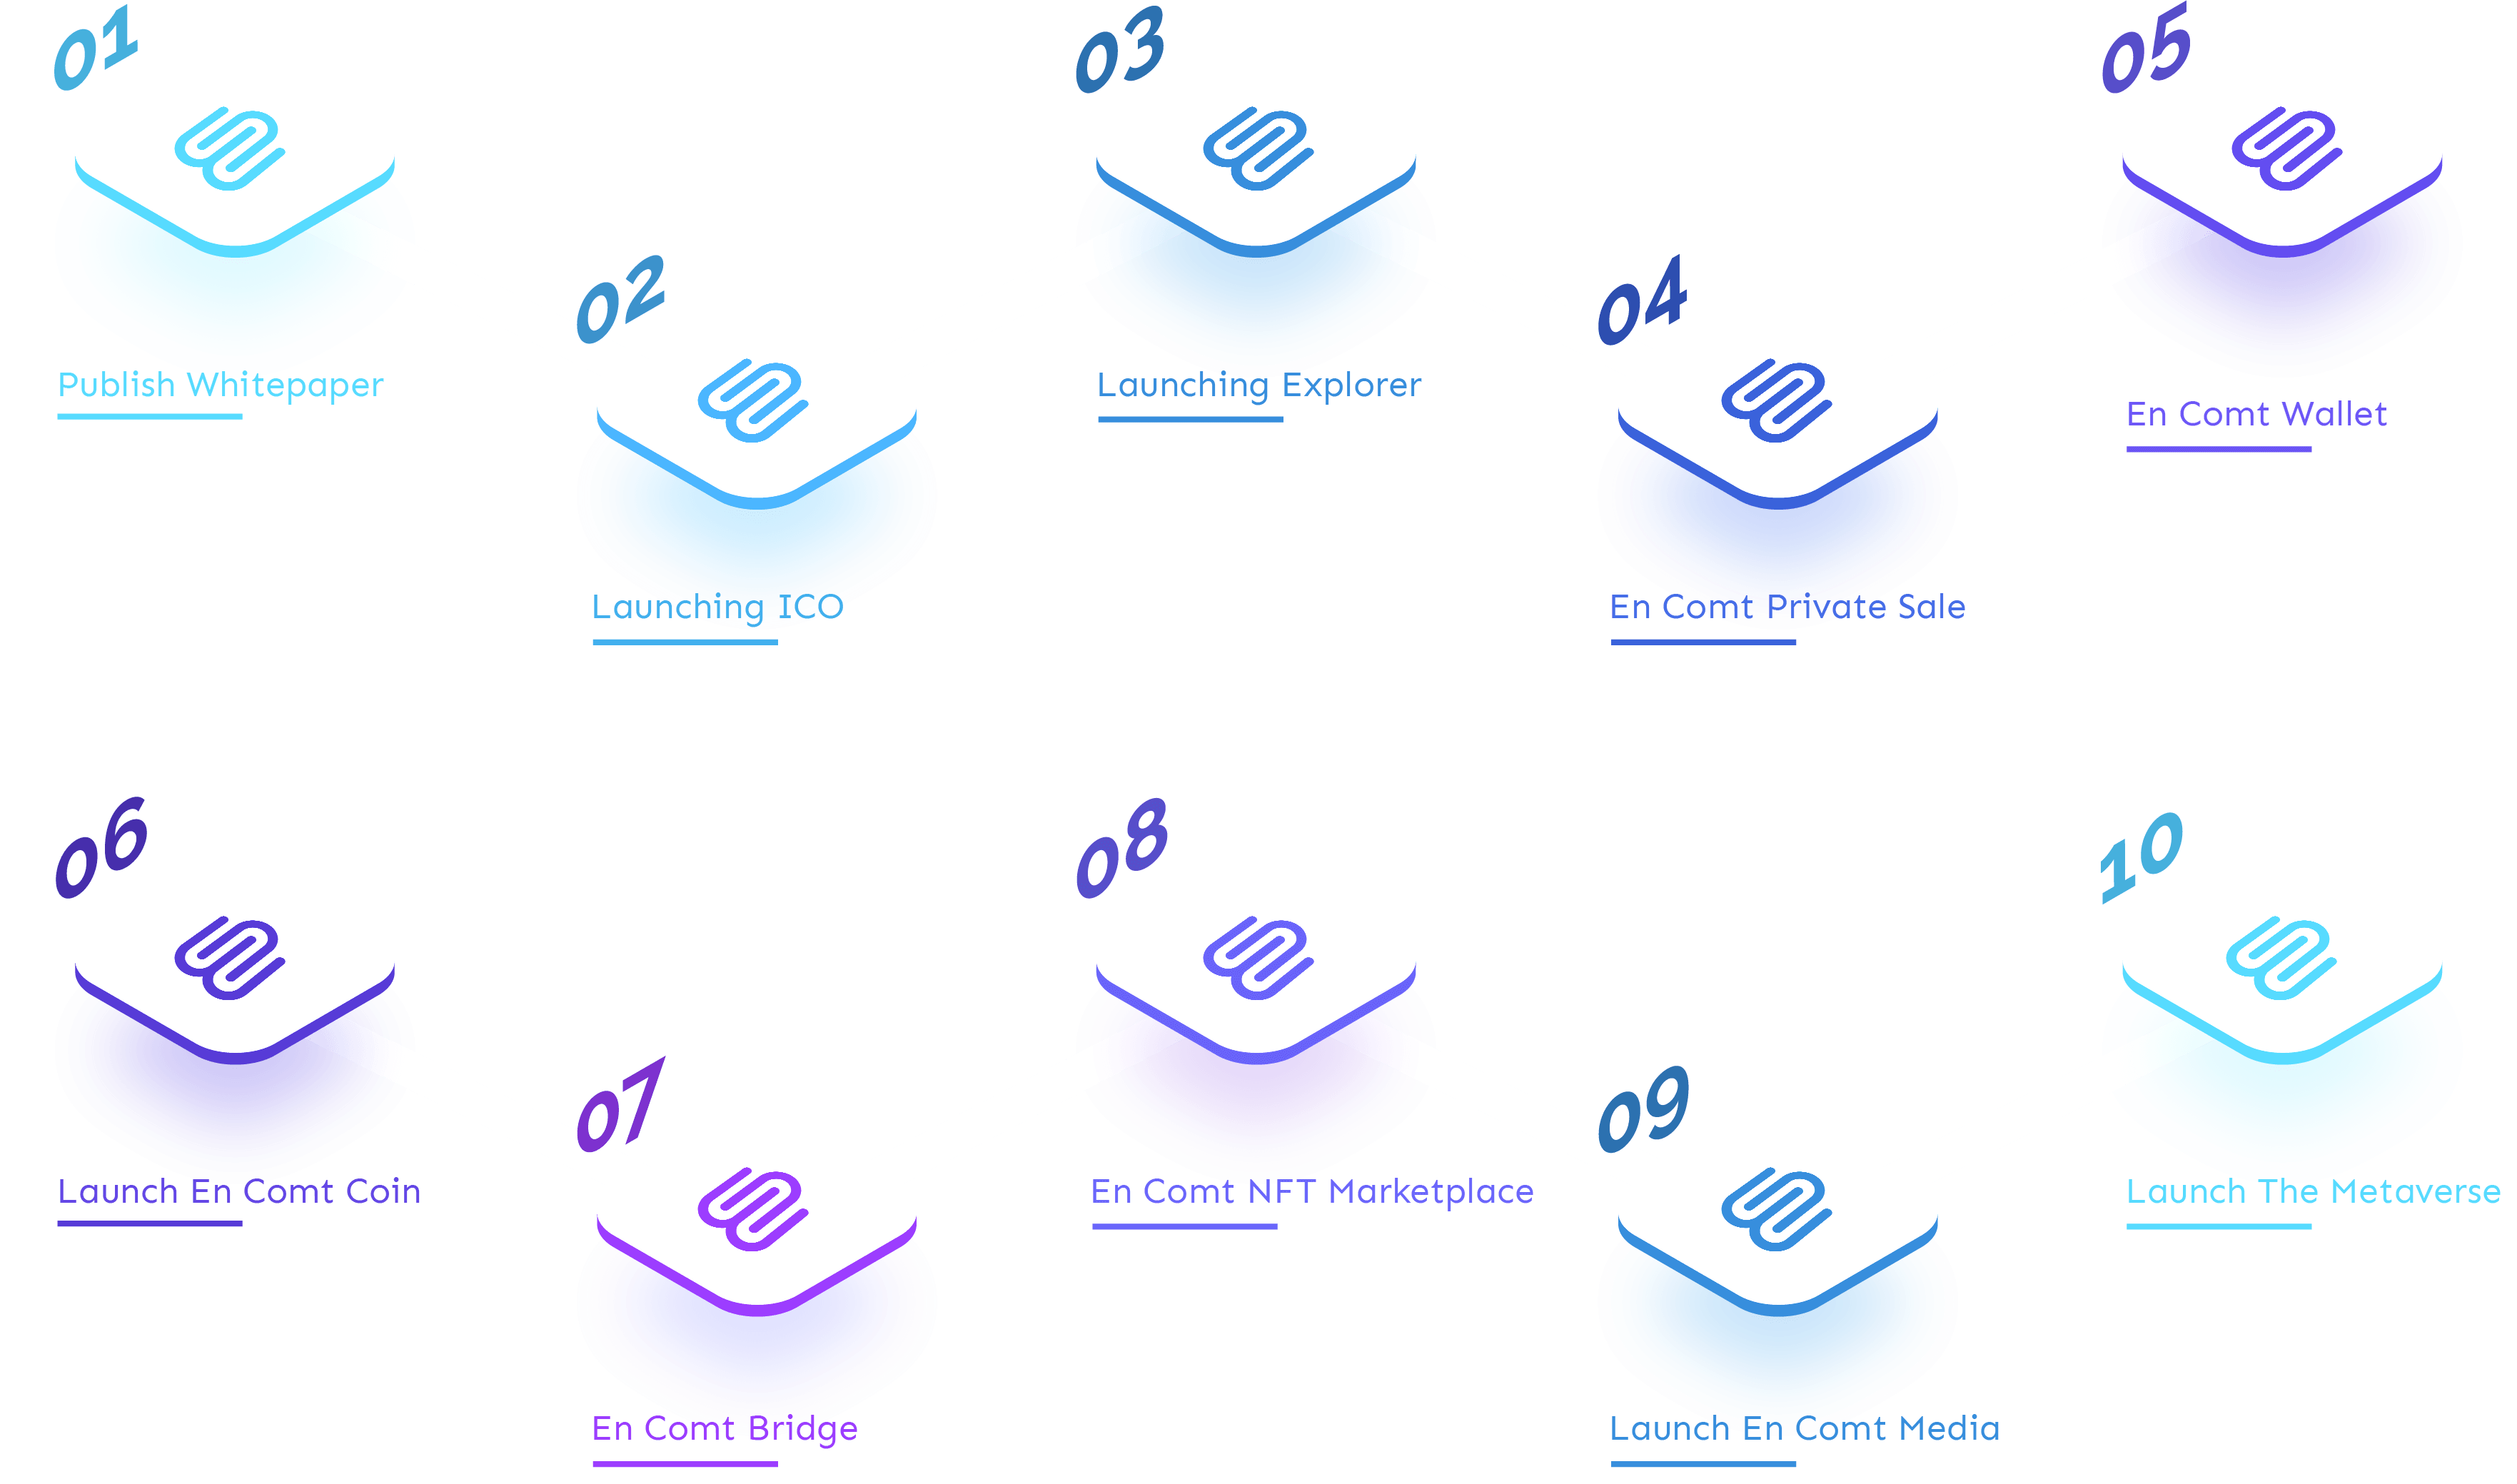 01
Publish Whitepaper
02
Launching ICO
03
Launching Explorer
04
En Comt Private Sale
05
En Comt Wallet
06
Launch En Comt Coin
07
En Comt Bridge
08
En Comt NFT Marketplace
09
Launch En Comt Media
10
Launch The Metaverse